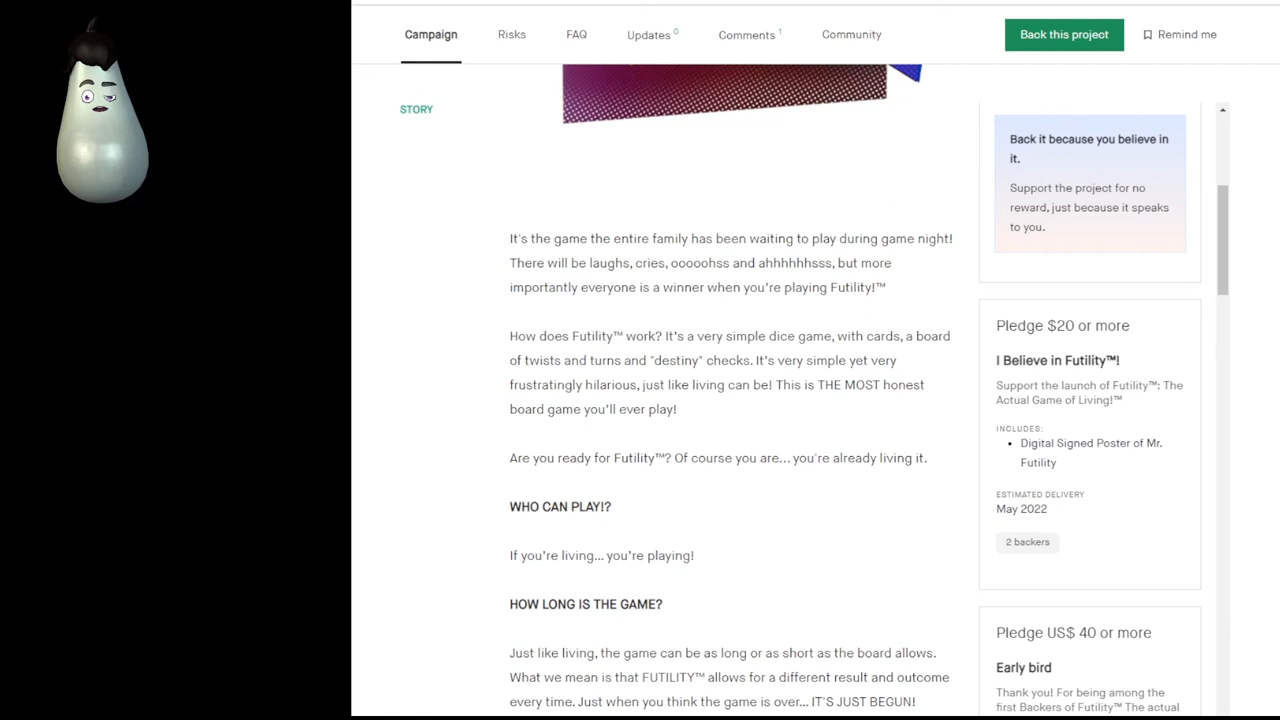 Campaign Risks FAQ Updates 0 Comments 1 Community Back this project Remind me
STORY
It's the game the entire family has been waiting to play during game night!
There will be laughs, cries, ooooohss and ahhhhhhsss, but more
importantly everyone is a winner when you're playing Futility!™
How does Futility™ work? It's a very simple dice game, with cards, a board
of twists and turns and "destiny" checks. It's very simple yet very
frustratingly hilarious, just like living can be! This is THE MOST honest
board game you'll ever play!
Are you ready for Futility™? Of course you are... you're already living it.
WHO CAN PLAY!?
If you're living... you're playing!
HOW LONG IS THE GAME?
Just like living, the game can be as long or as short as the board allows.
What we mean is that FUTILITY™ allows for a different result and outcome
every time. Just when you think the game is over... IT'S JUST BEGUN!
Back it because you believe in
it.
Support the project for no
reward, just because it speaks
to you.
Pledge $20 or more
I Believe in Futility™!
Support the launch of Futility™: The
Actual Game of Living!™
INCLUDES:
• Digital Signed Poster of Mr.
Futility
ESTIMATED DELIVERY
May 2022
2 backers
Pledge US$ 40 or more
Early bird
Thank you! For being among the
first Backers of Futility™ The actual